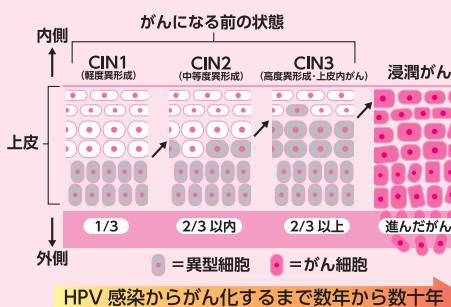 がんになる前の状態
内側
CIN1
(軽度異形成)
CIN2
(中等度異形成)
CIN3
(高度異形成・上皮内がん)
浸潤がん
上皮
1/3
2/3 以内
2/3 以上
進んだがん
外側
=異型細胞
=がん細胞
HPV 感染からがん化するまで数年から数十年